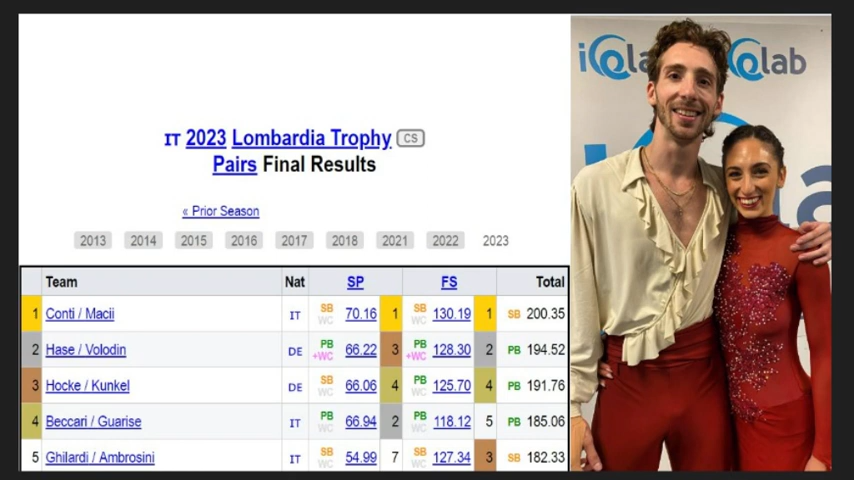 IT 2023 Lombardia Trophy CS
Pairs Final Results
« Prior Season
2013 2014 2015 2016 2017 2018 2021 2022 2023
Team Nat SP FS Total
1 Conti / Macii IT SB WC 70.16 1 SB WC 130.19 1 SB 200.35
2 Hase / Volodin DE PB +WC 66.22 3 PB +WC 128.30 2 PB 194.52
3 Hocke / Kunkel DE SB WC 66.06 4 PB WC 125.70 4 PB 191.76
4 Beccari / Guarise IT PB WC 66.94 2 PB WC 118.12 5 PB 185.06
5 Ghilardi / Ambrosini IT SB WC 54.99 7 SB WC 127.34 3 SB 182.33